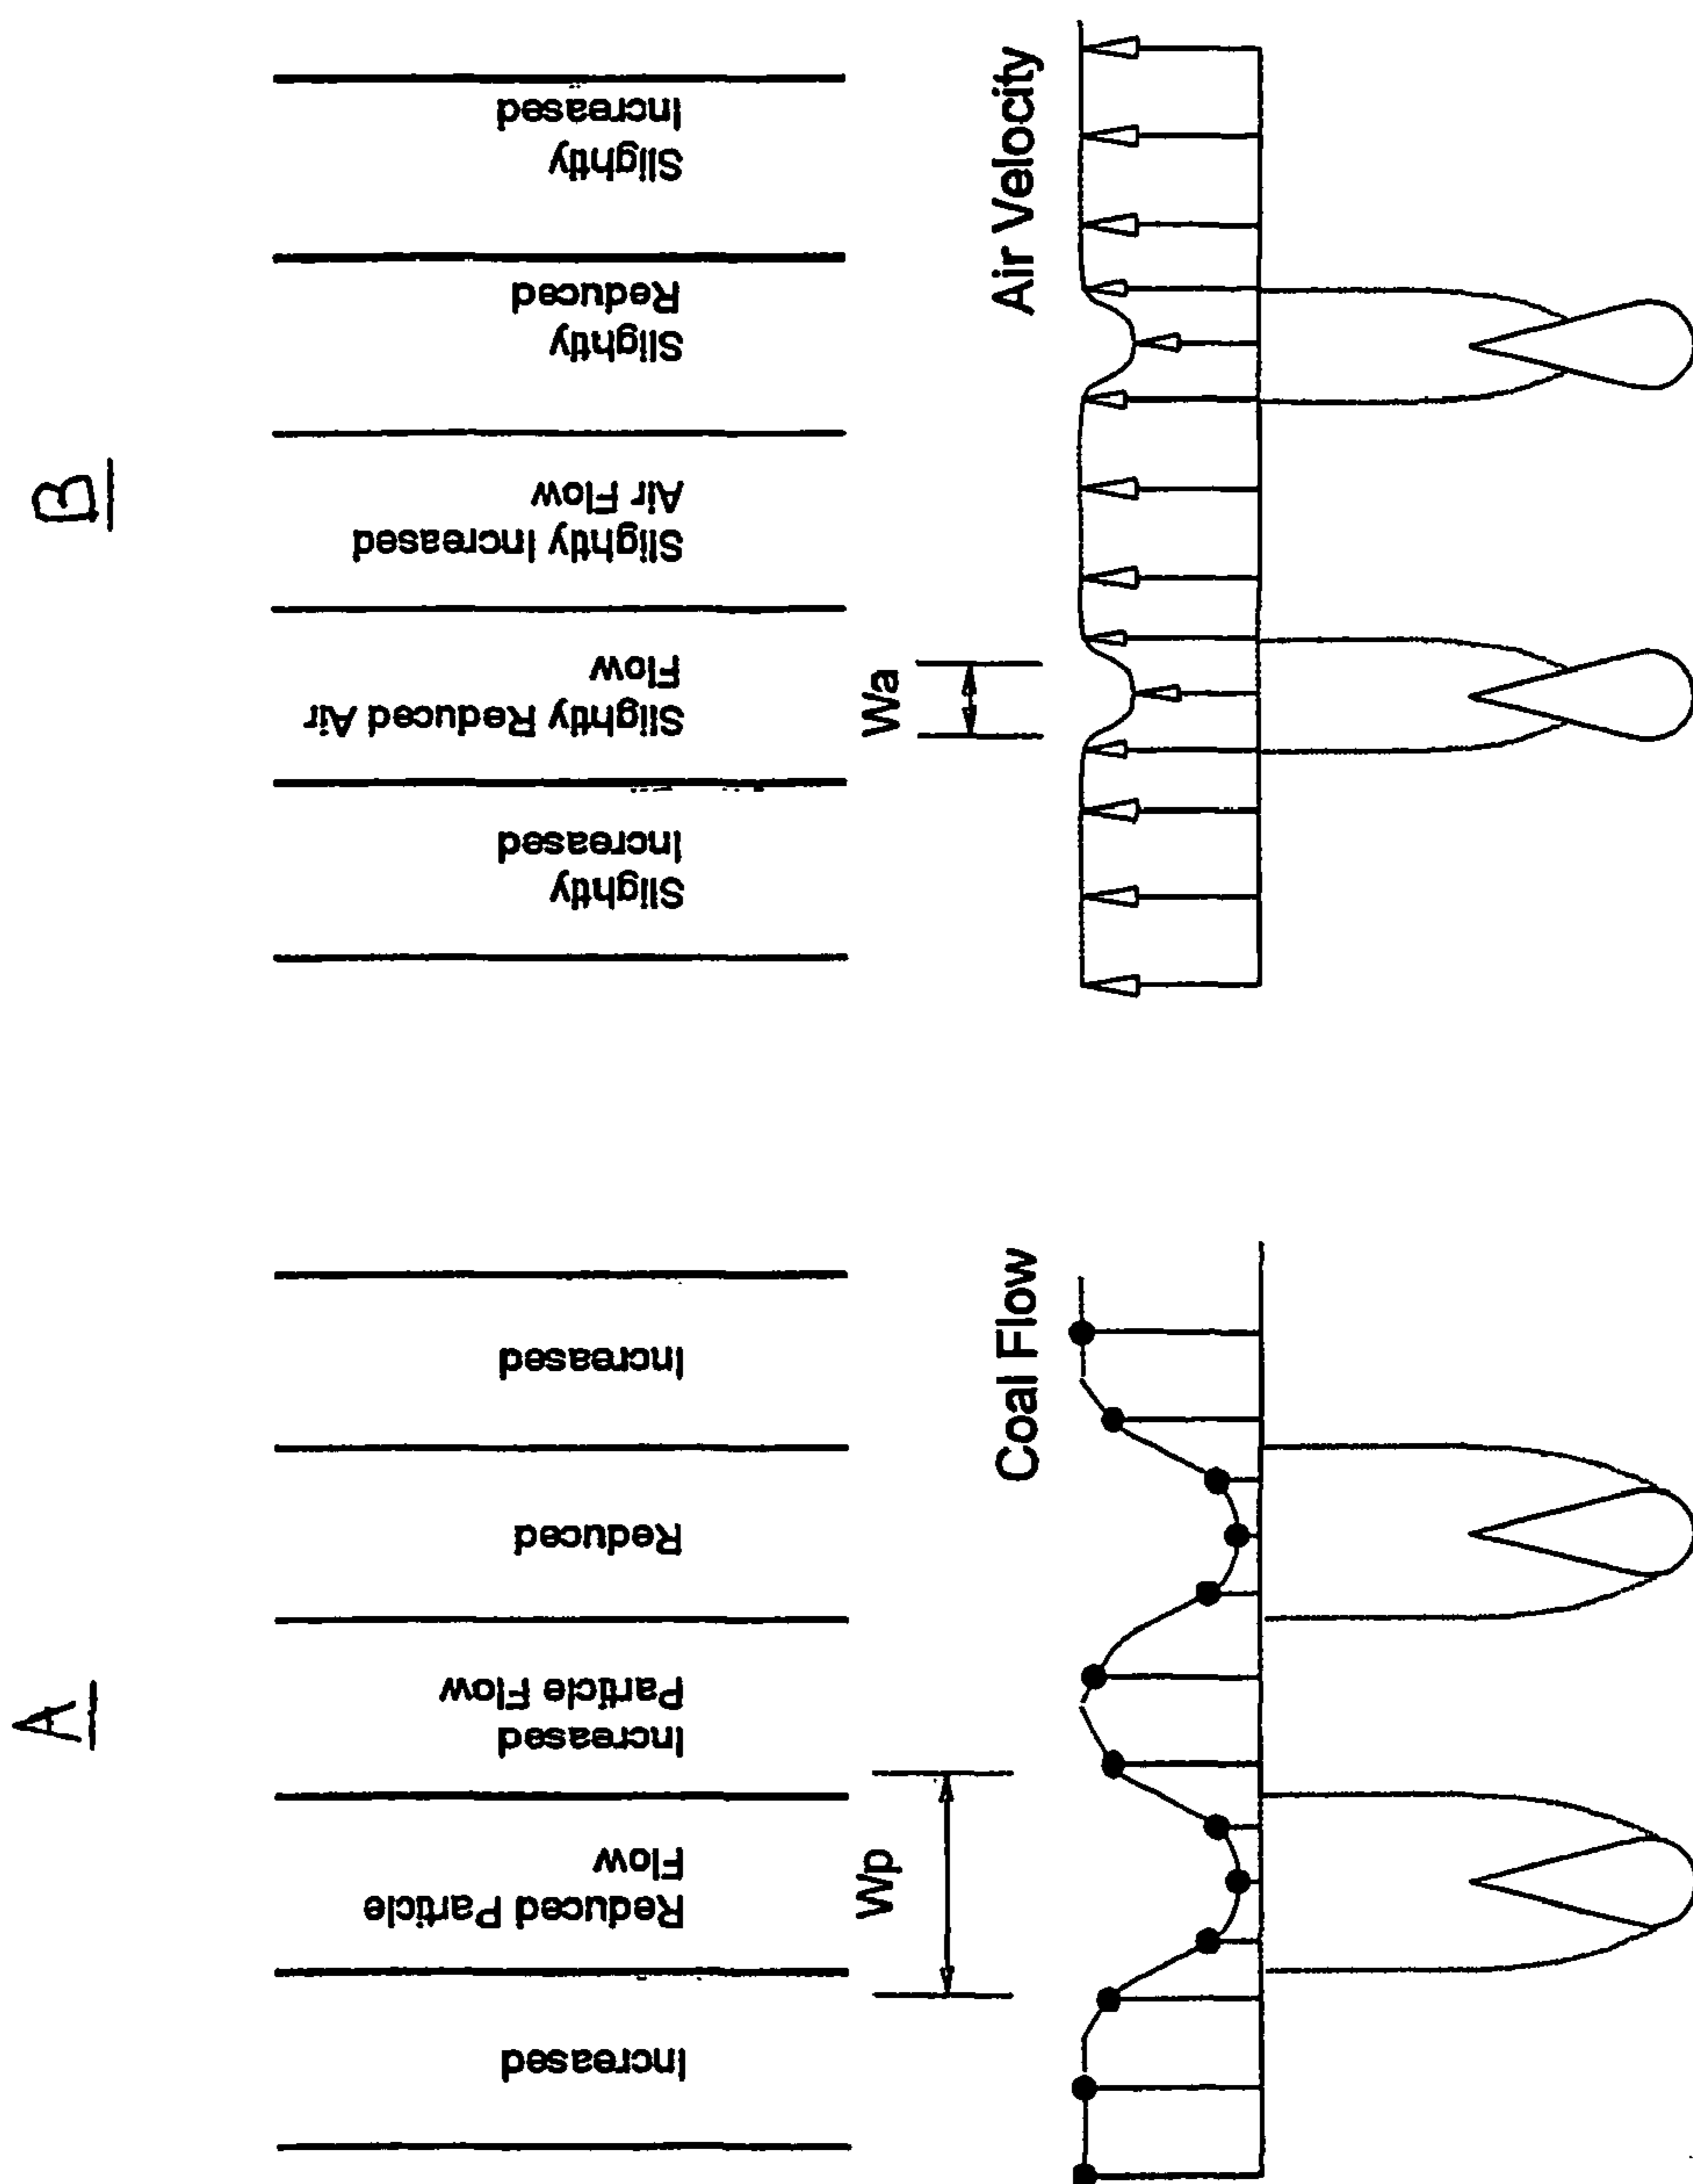 A
Increased
Reduced Particle
Flow
Increased
Particle Flow
Reduced
Increased
Wp
Coal Flow
B
Slightly
Increased
Slightly Reduced Air
Flow
Slightly Increased
Air Flow
Slightly
Reduced
Slightly
Increased
Wa
Air Velocity